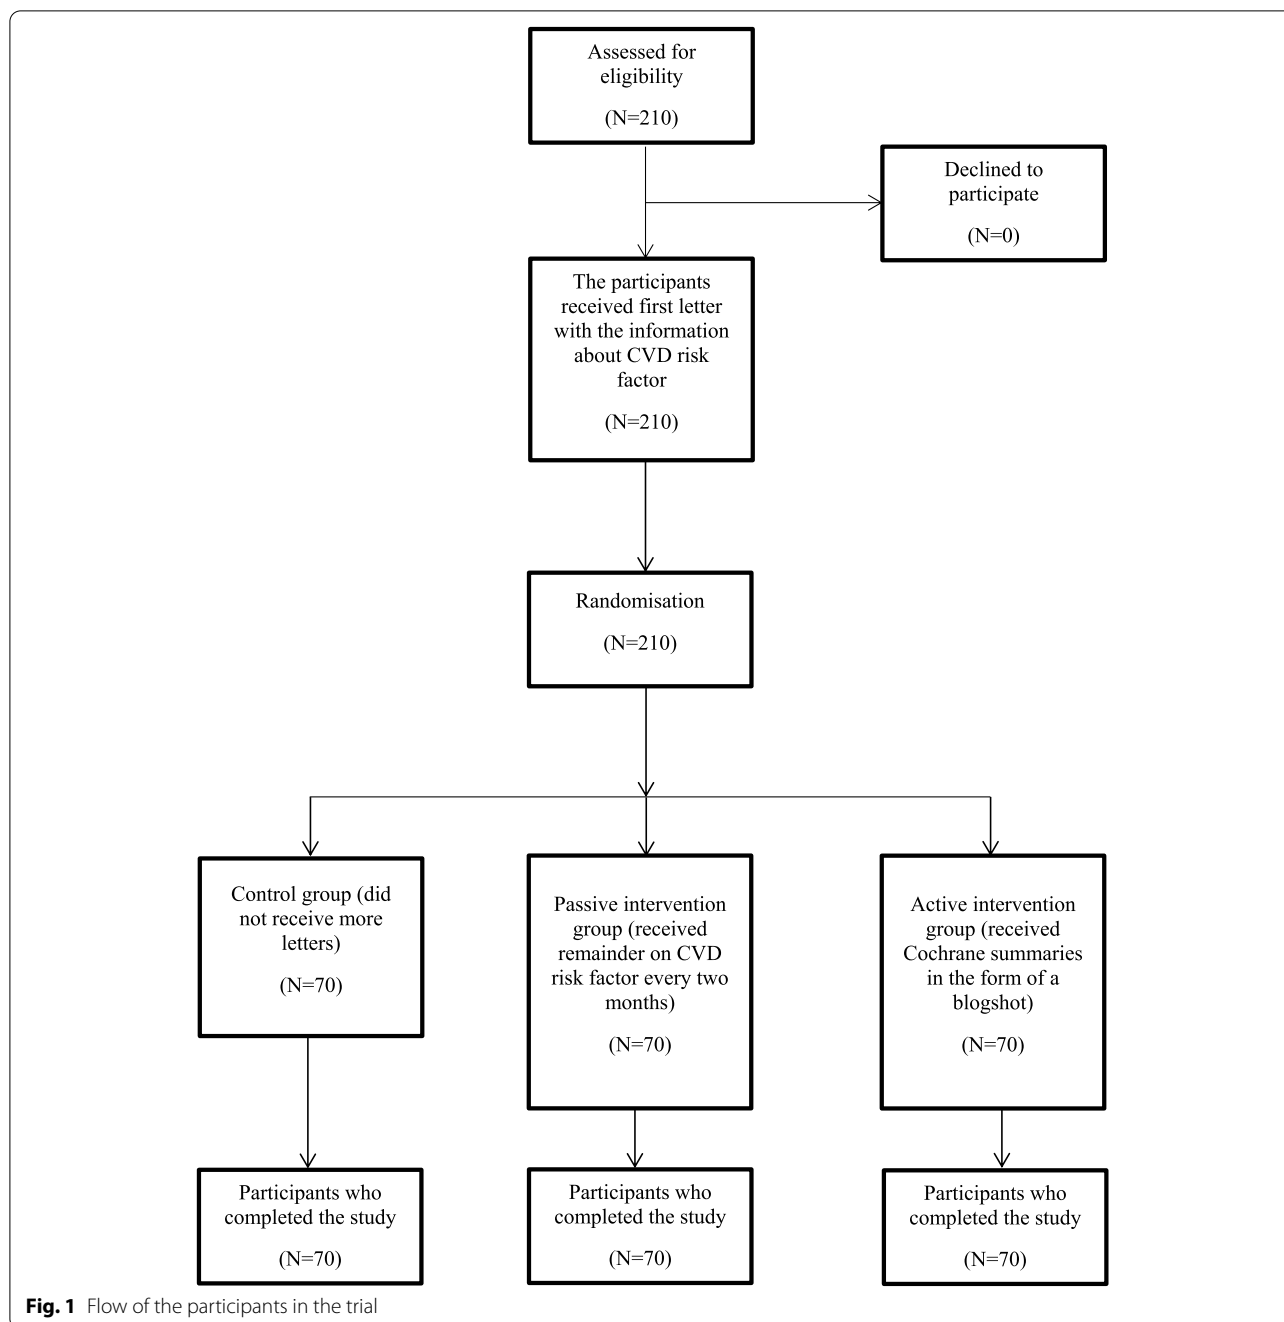 Assessed for
eligibility
(N=210)
Declined to
participate
(N=0)
The participants
received first letter
with the information
about CVD risk
factor
(N=210)
Randomisation
(N=210)
Control group (did
not receive more
letters)
(N=70)
Passive intervention
group (received
remainder on CVD
risk factor every two
months)
(N=70)
Active intervention
group (received
Cochrane summaries
in the form of a
blogshot)
(N=70)
Participants who
completed the study
(N=70)
Participants who
completed the study
(N=70)
Participants who
completed the study
(N=70)
Fig. 1 Flow of the participants in the trial